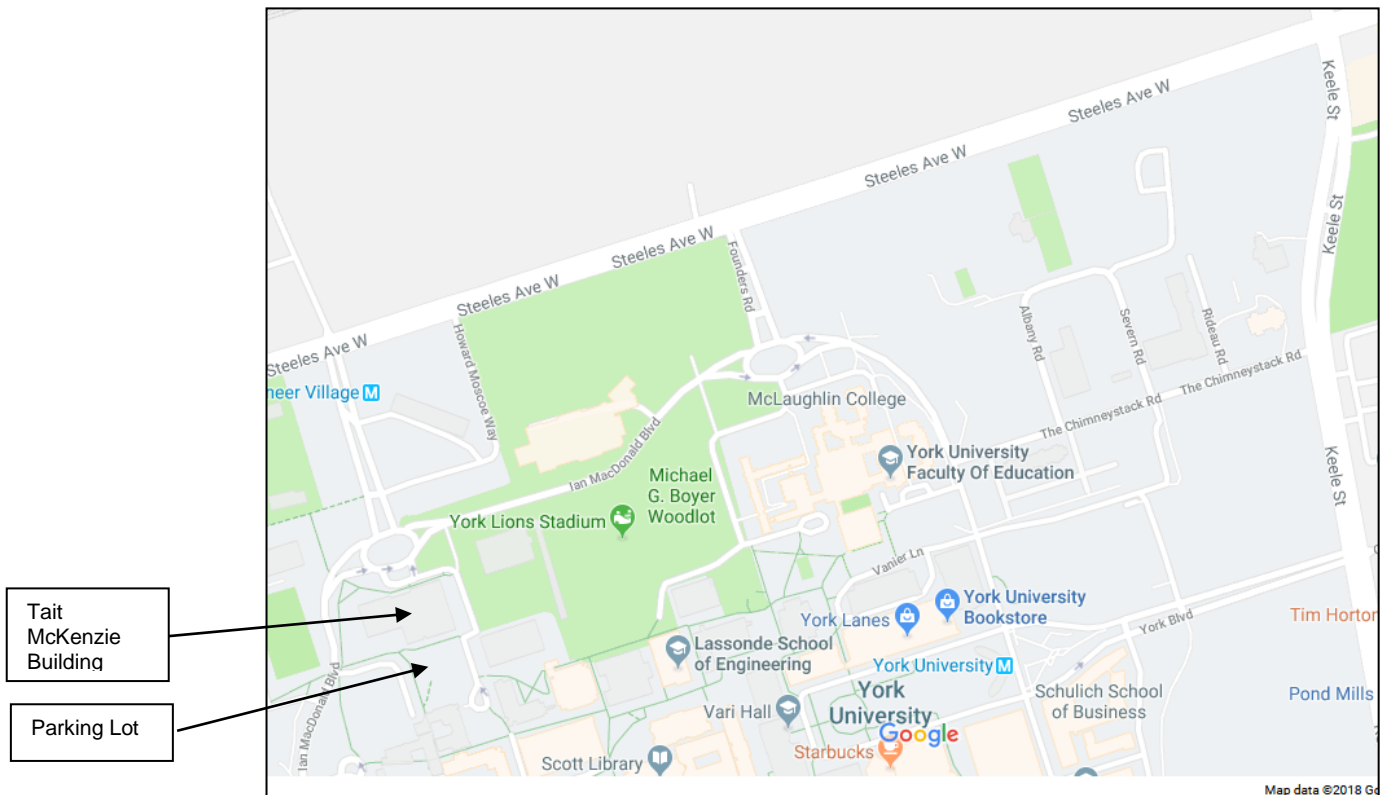 Steeles Ave W
Keele St
Steeles Ave W
Keele St
Steeles Ave W
Founders Rd
Steeles Ave W
Albany Rd
Severn Rd
Rideau Rd
Steeles Ave W
Howard Moscoe Way
The Chimneystack Rd
neer Village M
McLaughlin College
The Chimneystack Rd
Ian MacDonald Blvd
York University
Faculty Of Education
Keele St
Michael
G. Boyer
Woodlot
York Lions Stadium
Vanier Ln
Tait
McKenzie
Building
York University
Bookstore
York Lanes
Tim Hortor
York Blvd
Lassonde School
of Engineering
York University M
Ian MacDonald Blvd
York
University
Schulich School
of Business
Pond Mills
Parking Lot
Vari Hall
Google
Starbucks
Scott Library
Map data ©2018 Go